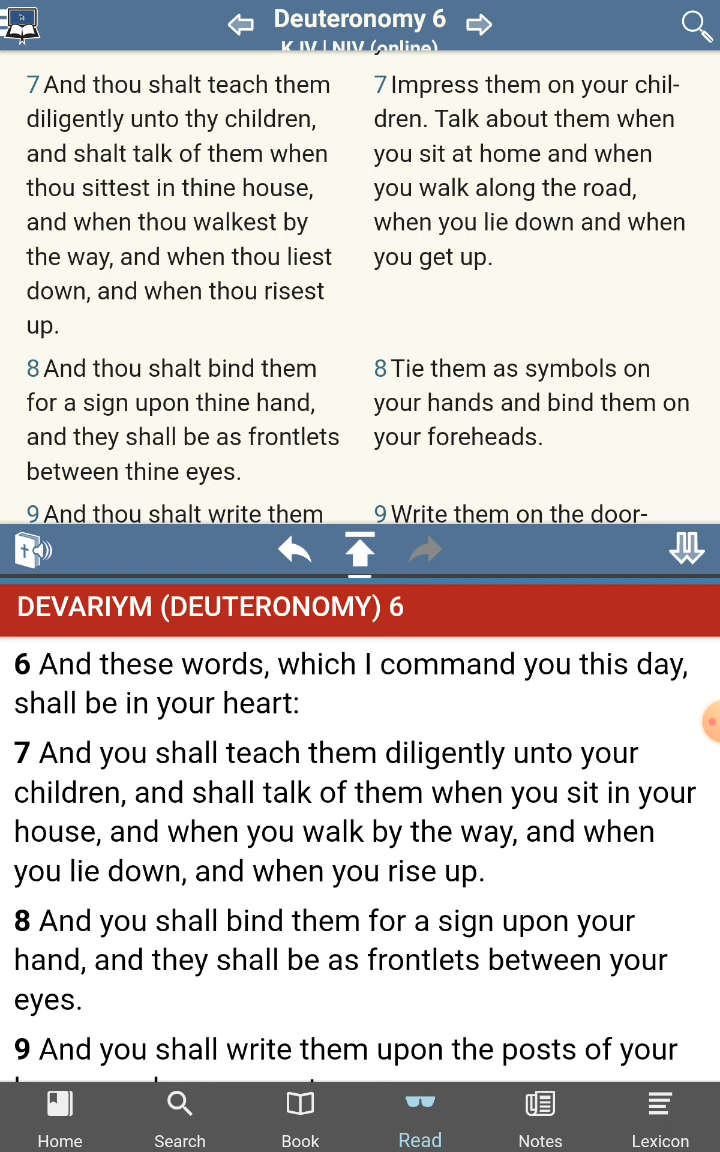 Deuteronomy 6
KJV | NIV (online)
7 And thou shalt teach them
diligently unto thy children,
and shalt talk of them when
thou sittest in thine house,
and when thou walkest by
the way, and when thou liest
down, and when thou risest
up.
7 Impress them on your chil-
dren. Talk about them when
you sit at home and when
you walk along the road,
when you lie down and when
you get up.
8 And thou shalt bind them
for a sign upon thine hand,
and they shall be as frontlets
between thine eyes.
8 Tie them as symbols on
your hands and bind them on
your foreheads.
9 And thou shalt write them
9 Write them on the door-
DEVARIYM (DEUTERONOMY) 6
6 And these words, which I command you this day,
shall be in your heart:
7 And you shall teach them diligently unto your
children, and shall talk of them when you sit in your
house, and when you walk by the way, and when
you lie down, and when you rise up.
8 And you shall bind them for a sign upon your
hand, and they shall be as frontlets between your
eyes.
9 And you shall write them upon the posts of your
Home
Search
Book
Read
Notes
Lexicon